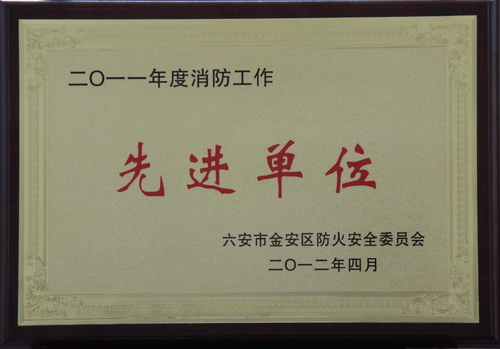 二〇一一年度消防工作
先进单位
六安市金安区防火安全委员会
二〇一二年四月